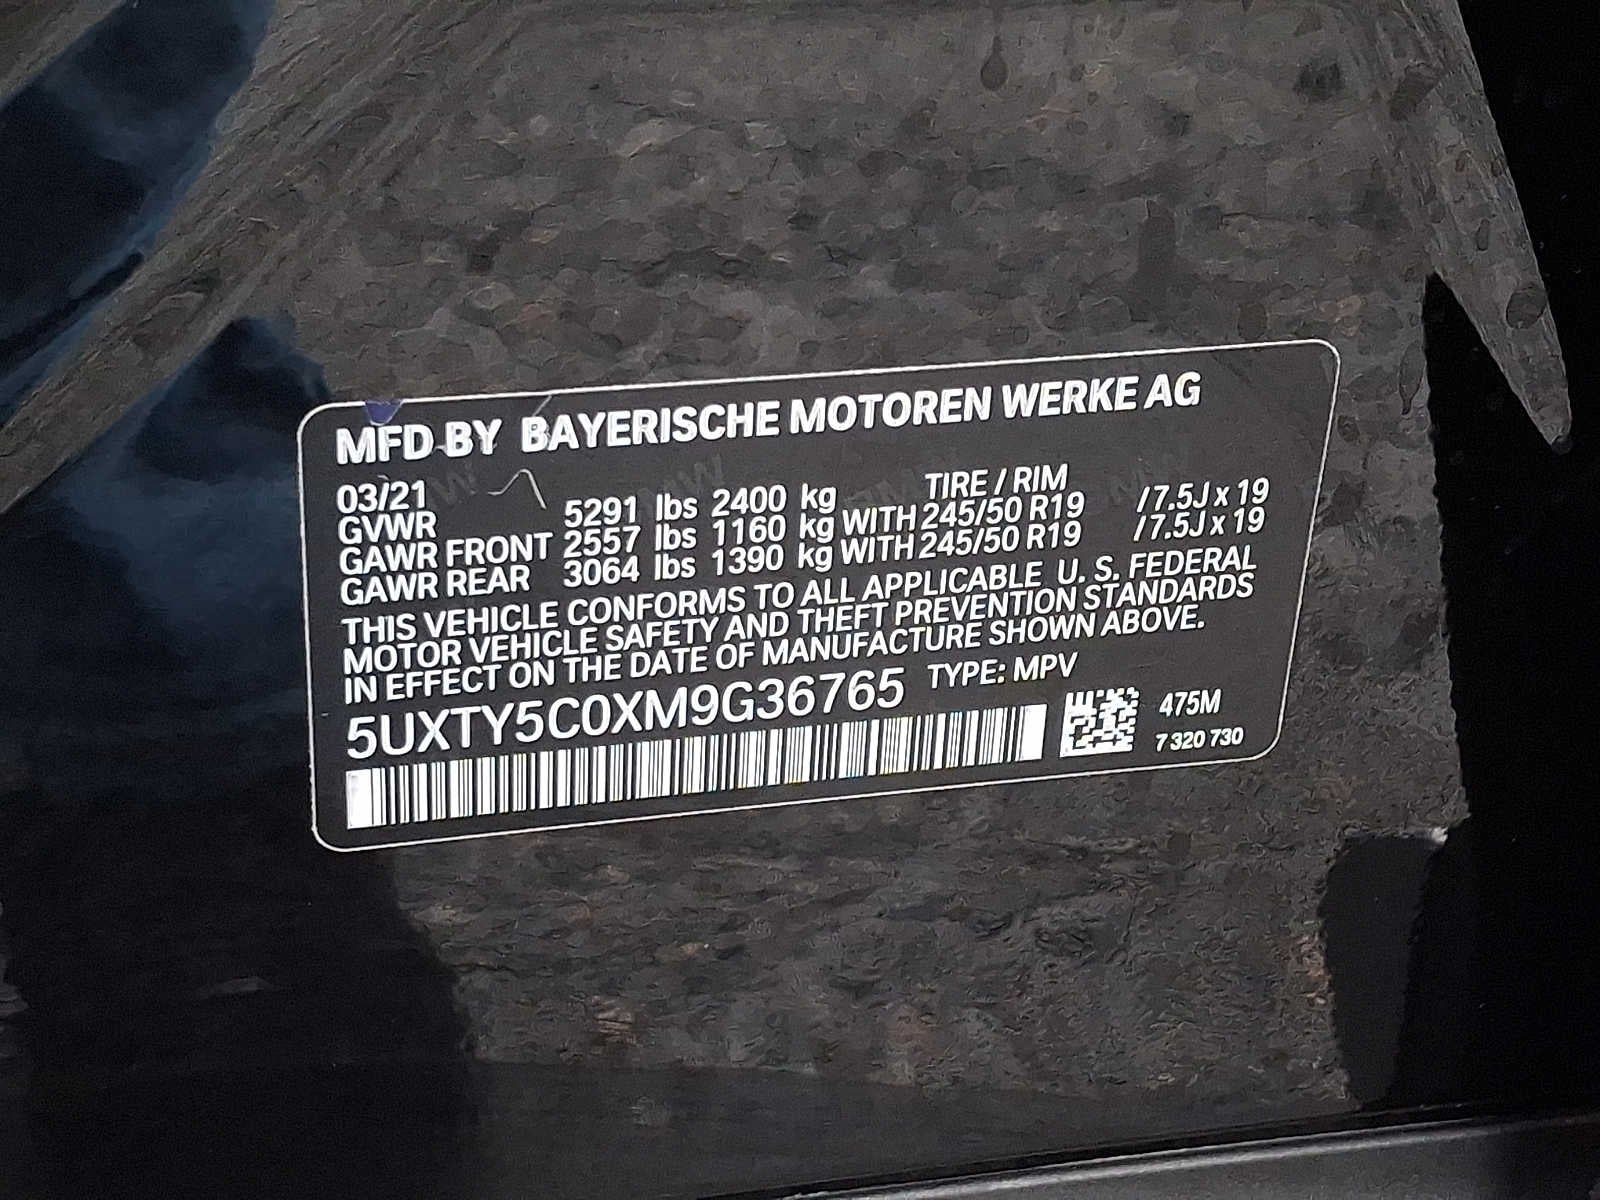 MFD BY BAYERISCHE MOTOREN WERKE AG
03/21 TIRE / RIM
GVWR 5291 lbs 2400 kg
GAWR FRONT 2557 lbs 1160 kg WITH 245/50 R19 / 7.5J x 19
GAWR REAR 3064 lbs 1390 kg WITH 245/50 R19 / 7.5J x 19
THIS VEHICLE CONFORMS TO ALL APPLICABLE U. S. FEDERAL
MOTOR VEHICLE SAFETY AND THEFT PREVENTION STANDARDS
IN EFFECT ON THE DATE OF MANUFACTURE SHOWN ABOVE.
5UXTY5C0XM9G36765 TYPE: MPV
475M
7 320 730